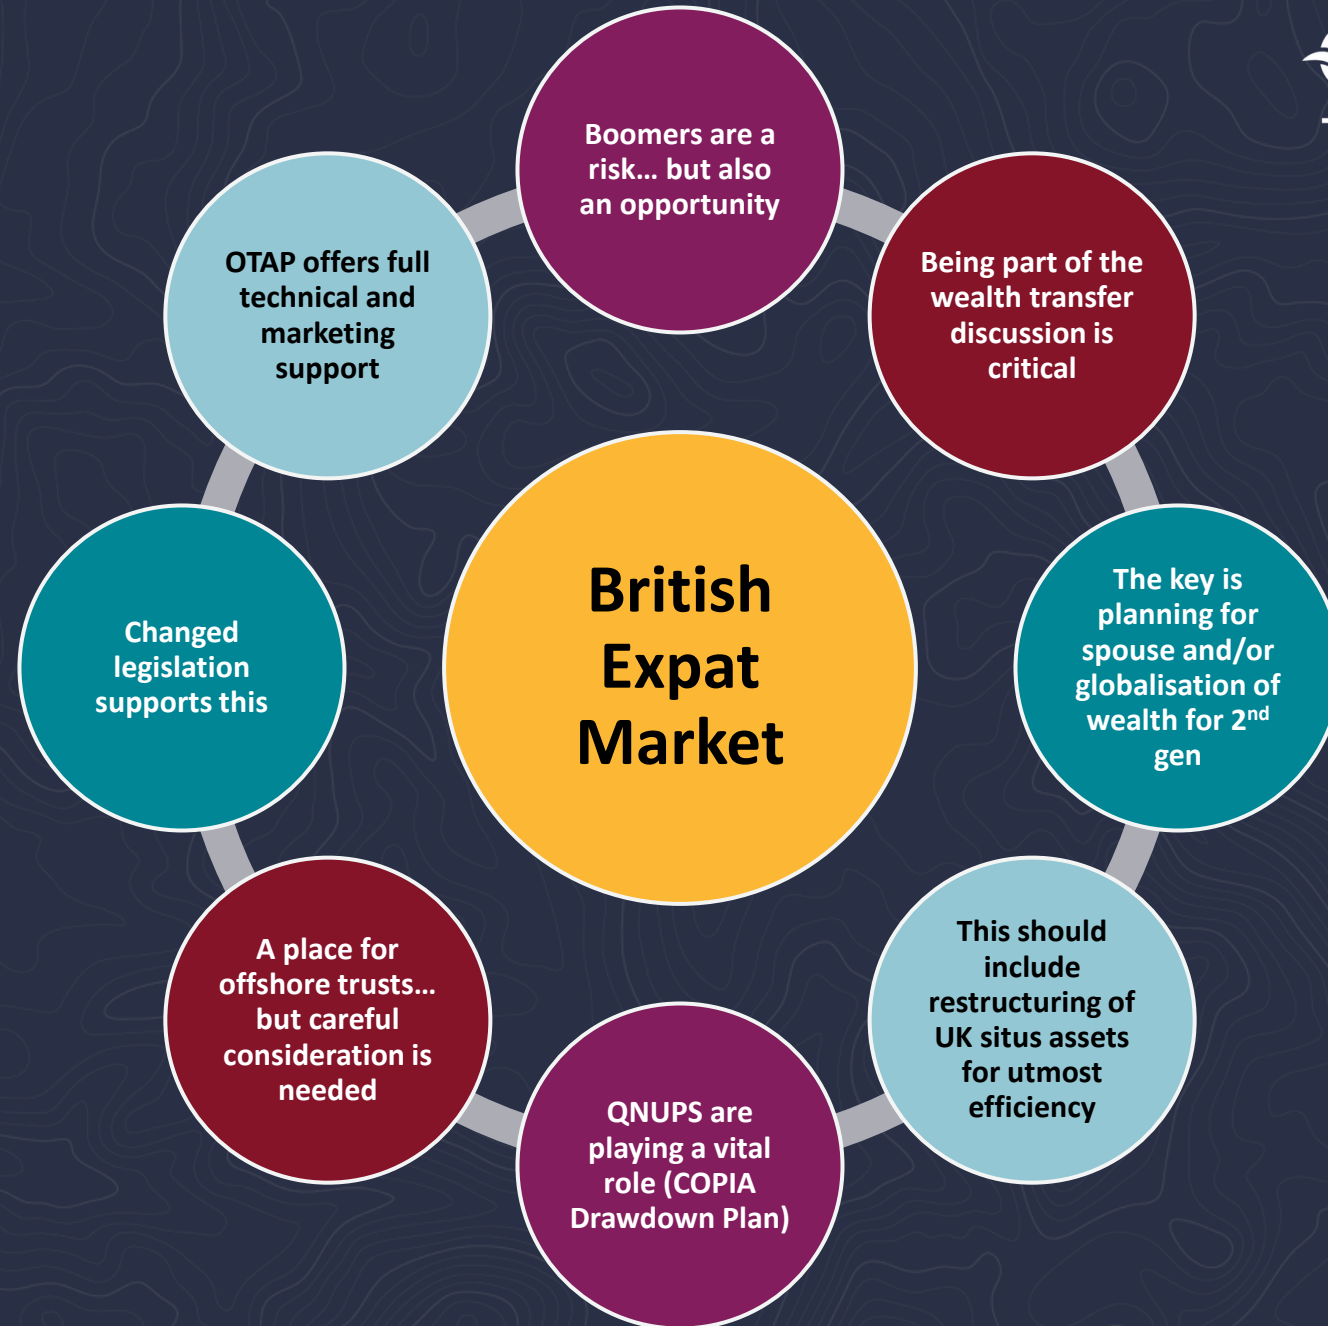 Boomers are a
risk... but also
an opportunity
Being part of the
wealth transfer
discussion is
critical
The key is
planning for
spouse and/or
globalisation of
wealth for 2nd
gen
This should
include
restructuring of
UK situs assets
for utmost
efficiency
QNUPS are
playing a vital
role (COPIA
Drawdown Plan)
A place for
offshore trusts...
but careful
consideration is
needed
Changed
legislation
supports this
OTAP offers full
technical and
marketing
support
British
Expat
Market